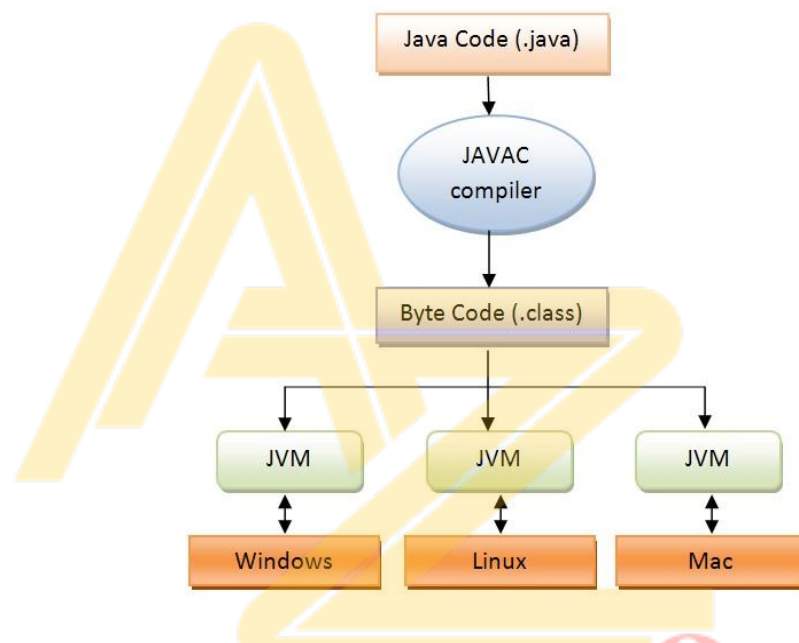 Java Code (.java)
JAVAC
compiler
Byte Code (.class)
JVM
JVM
JVM
Windows
Linux
Mac